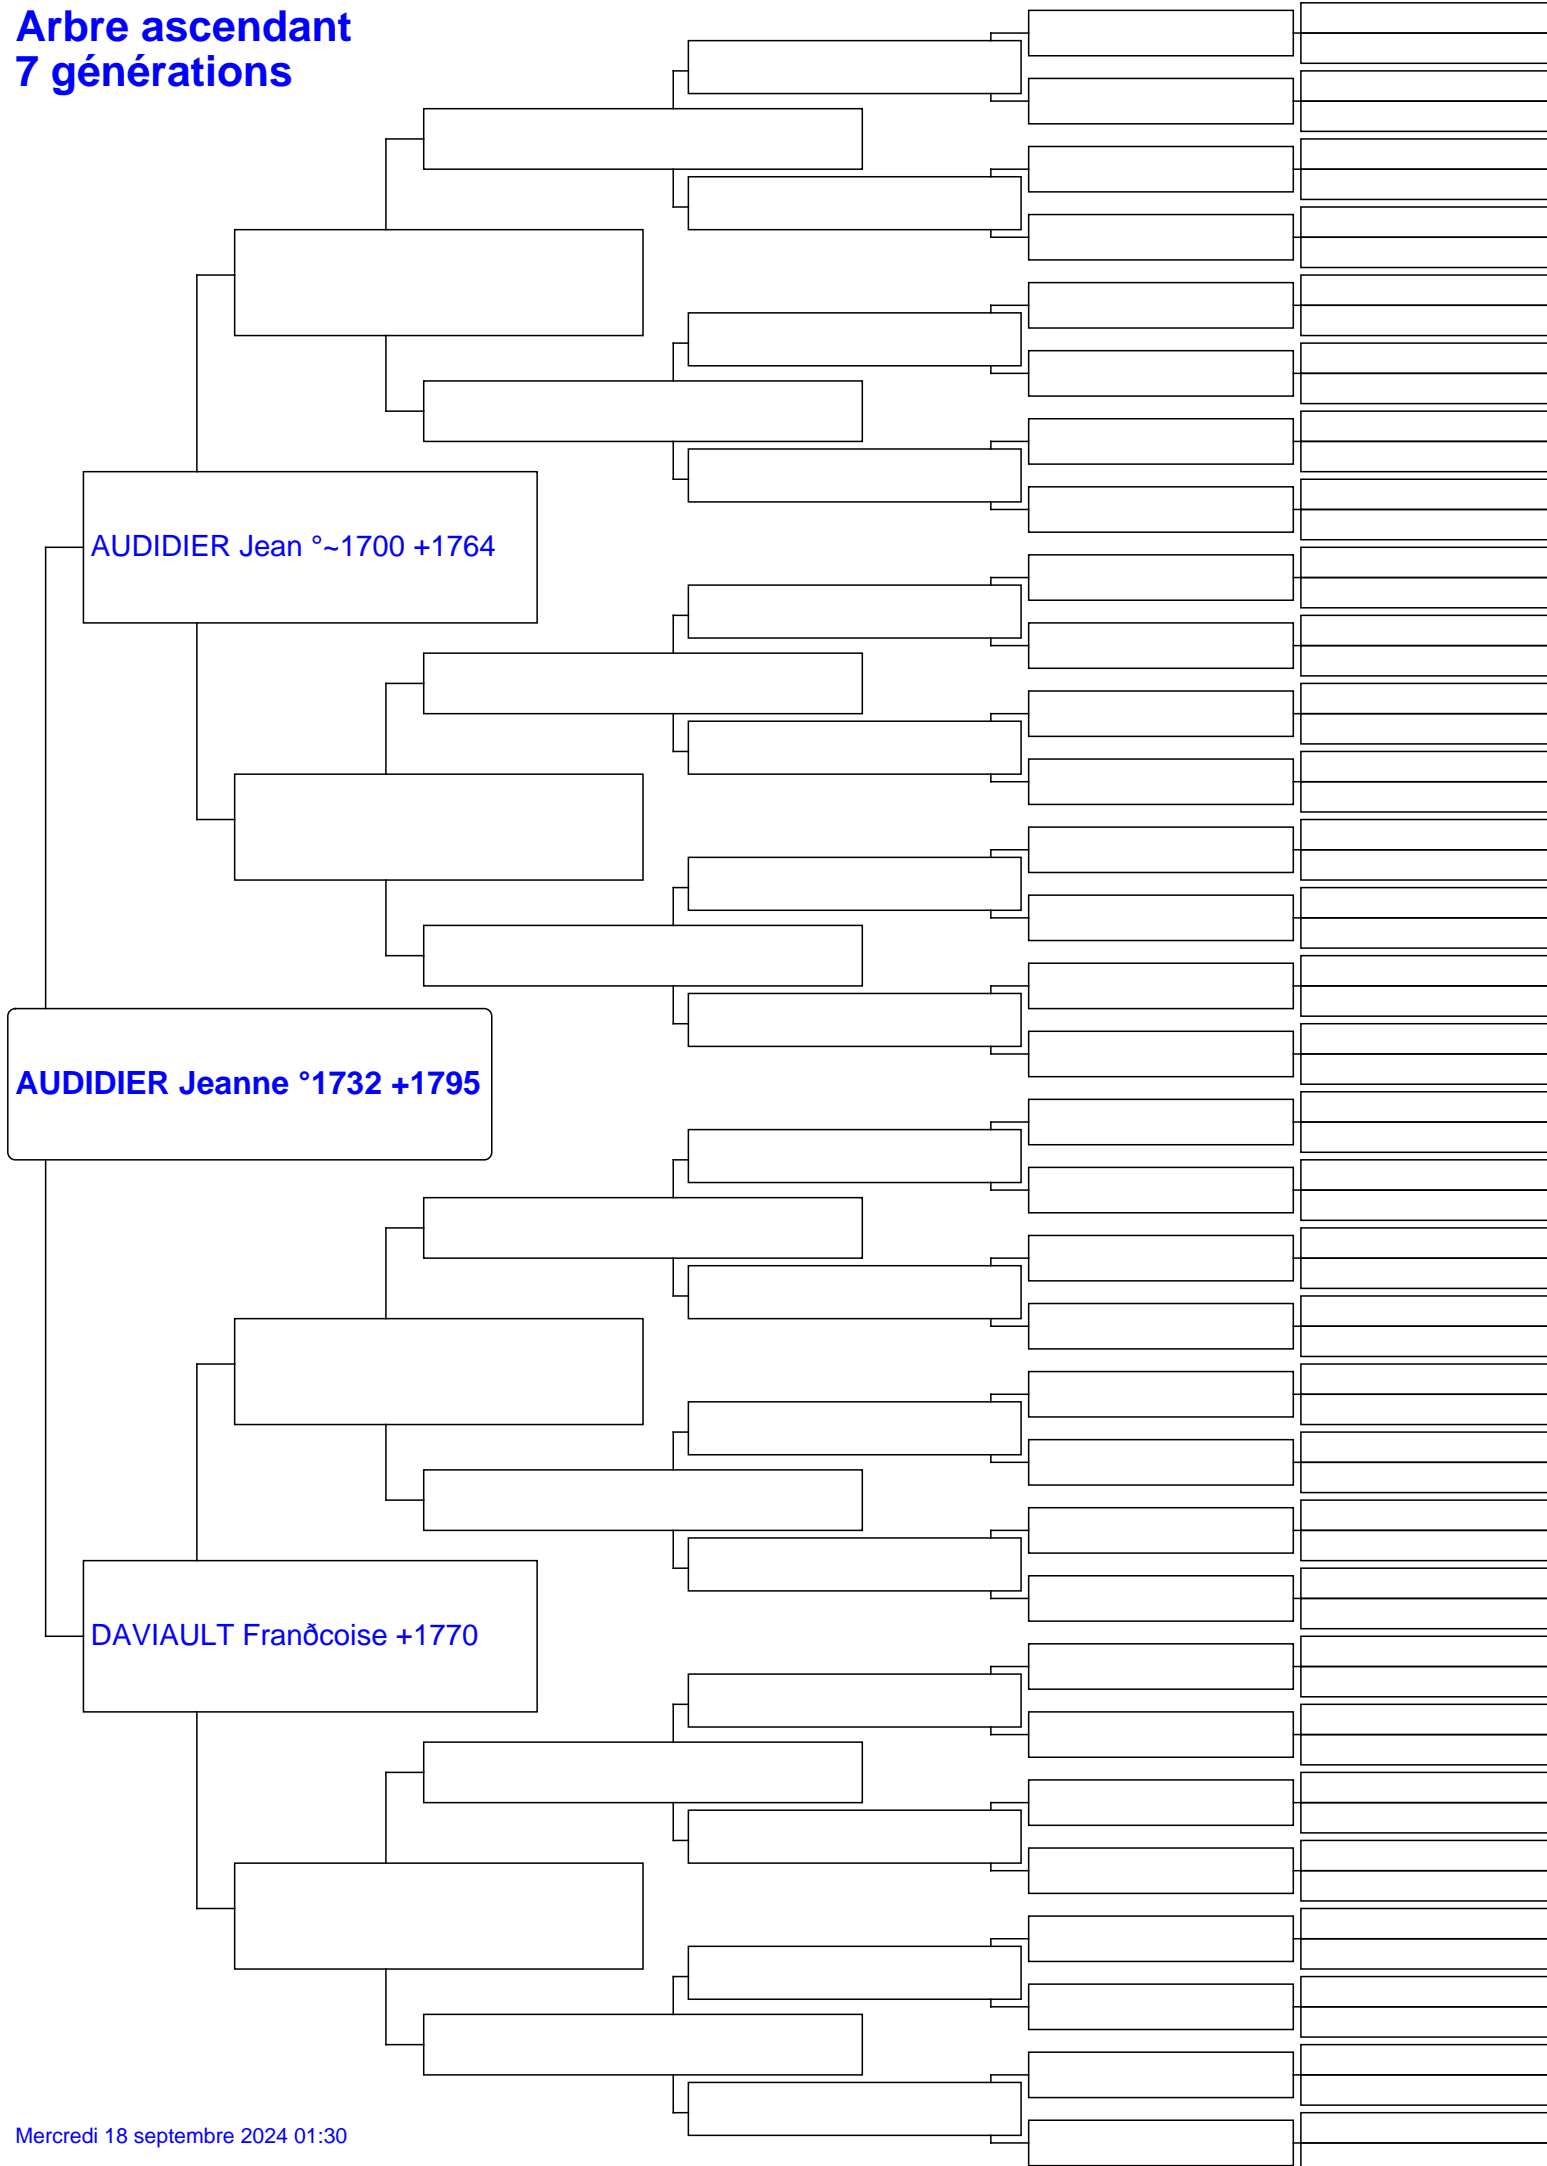 Arbre ascendant
7 générations
AUDIDIER Jean °~1700 +1764
AUDIDIER Jeanne °1732 +1795
DAVIAULT Franðcoise +1770
Mercredi 18 septembre 2024 01:30